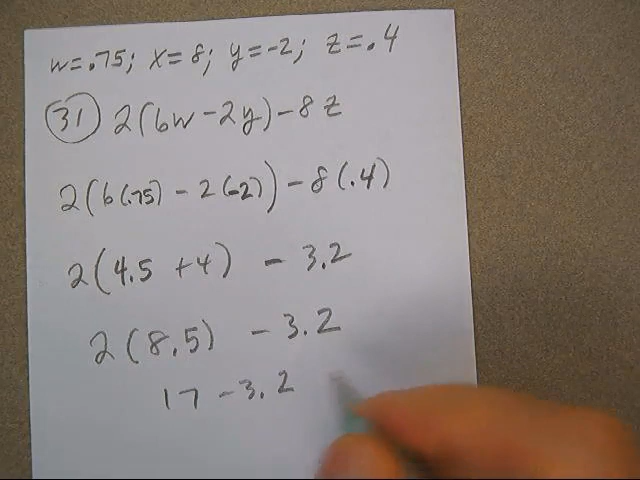 w=.75; x=8; y=-2; z=.4
31 2(6w-2y)-8z
2(6(.75)-2(-2))-8(.4)
2(4.5+4)-3.2
2(8.5)-3.2
17-3.2